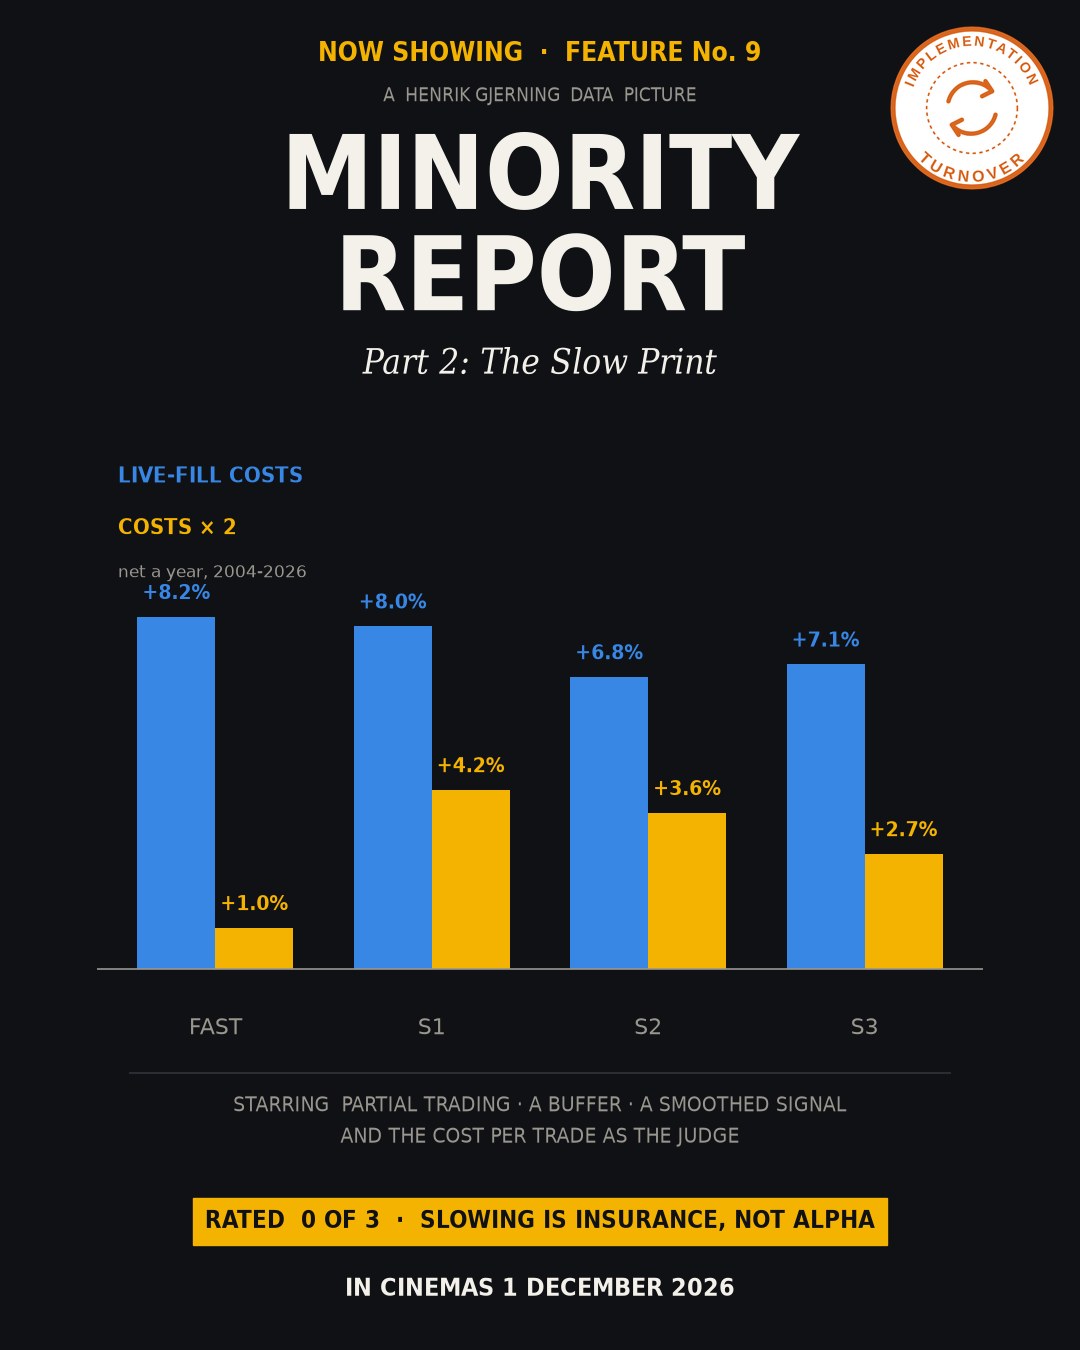 NOW SHOWING · FEATURE No. 9
A HENRIK GJERNING DATA PICTURE
IMPLEMENTATION
TURNOVER
MINORITY
REPORT
Part 2: The Slow Print
LIVE-FILL COSTS
COSTS × 2
net a year, 2004-2026
+8.2%
+8.0%
+6.8%
+7.1%
+4.2%
+3.6%
+2.7%
+1.0%
FAST
S1
S2
S3
STARRING PARTIAL TRADING · A BUFFER · A SMOOTHED SIGNAL
AND THE COST PER TRADE AS THE JUDGE
RATED 0 OF 3 · SLOWING IS INSURANCE, NOT ALPHA
IN CINEMAS 1 DECEMBER 2026